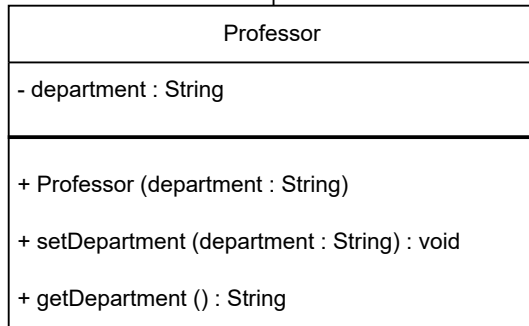 Professor
- department : String
+ Professor (department : String)
+ setDepartment (department : String) : void
+ getDepartment () : String